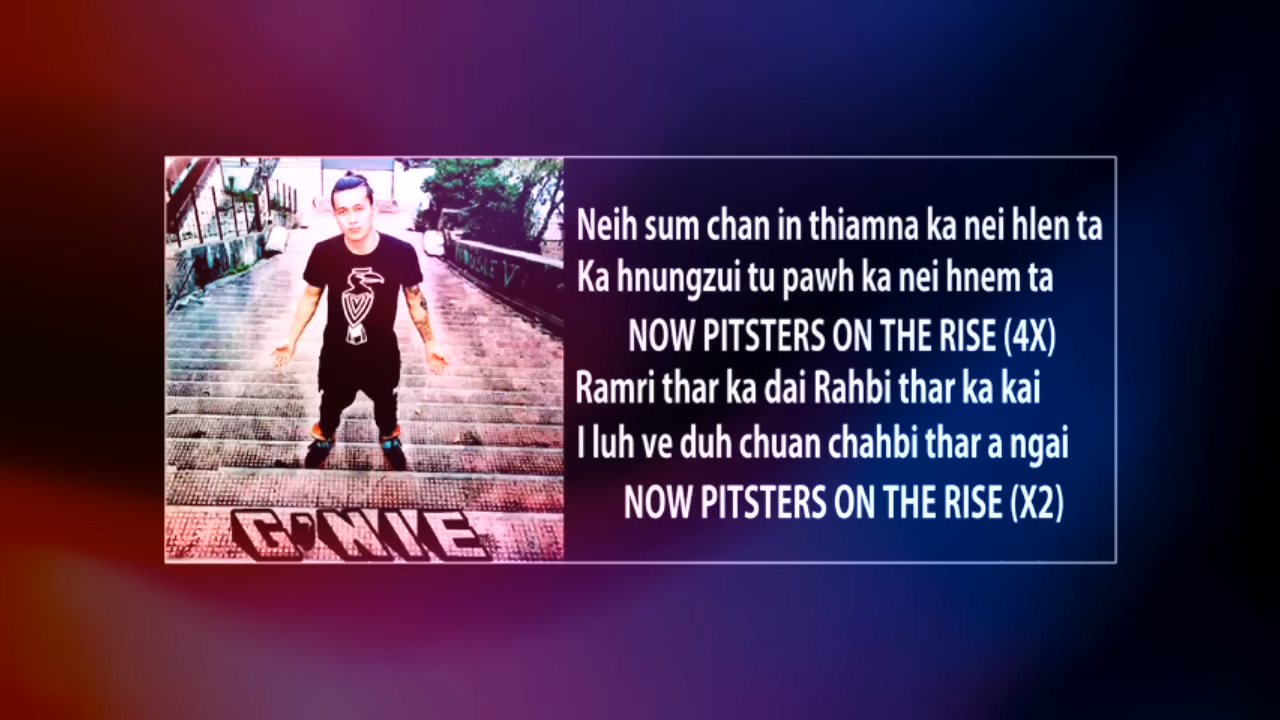 Neih sum chan in thiamna ka nei hlen ta
Ka hnungzui tu pawh ka nei hnem ta
NOW PITSTERS ON THE RISE (4X)
Ramri thar ka dai Rahbi thar ka kai
I luh ve duh chuan chahbi thar a ngai
NOW PITSTERS ON THE RISE (X2)
G'NIE